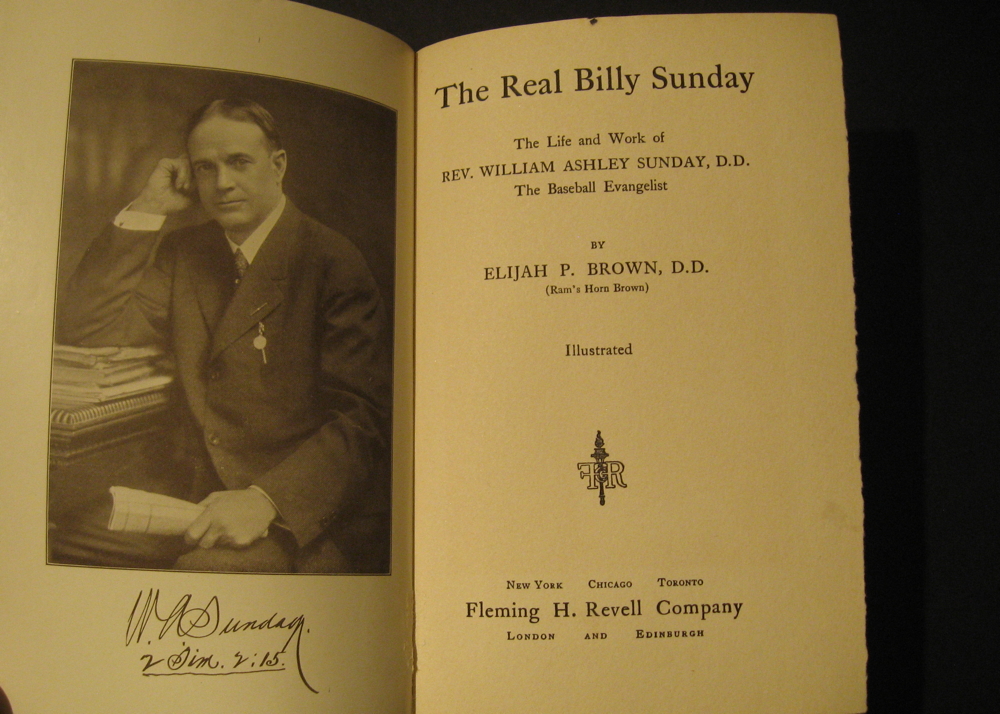 W. A. Sunday.
2 Tim. 2:15.
The Real Billy Sunday
The Life and Work of
REV. WILLIAM ASHLEY SUNDAY, D.D.
The Baseball Evangelist
BY
ELIJAH P. BROWN, D.D.
(Ram's Horn Brown)
Illustrated
New York Chicago Toronto
Fleming H. Revell Company
London and Edinburgh